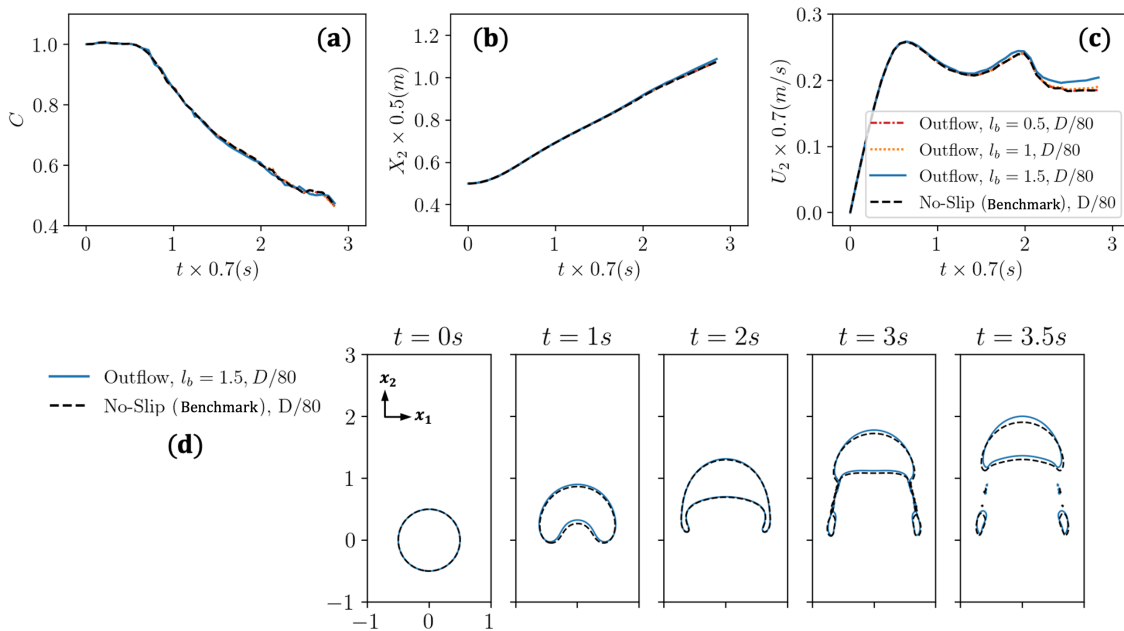 1.0
0.8
0.6
0.4
C
(a)
0 1 2 3
t × 0.7(s)
1.2
1.0
0.8
0.6
0.4
X₂ × 0.5(m)
(b)
0 1 2 3
t × 0.7(s)
0.3
0.2
0.1
0.0
U₂ × 0.7(m/s)
(c)
Outflow, l_b = 0.5, D/80
Outflow, l_b = 1, D/80
Outflow, l_b = 1.5, D/80
No-Slip (Benchmark), D/80
0 1 2 3
t × 0.7(s)
Outflow, l_b = 1.5, D/80
No-Slip (Benchmark), D/80
(d)
t = 0s
t = 1s
t = 2s
t = 3s
t = 3.5s
3
2
1
0
−1
x₂
x₁
−1 0 1